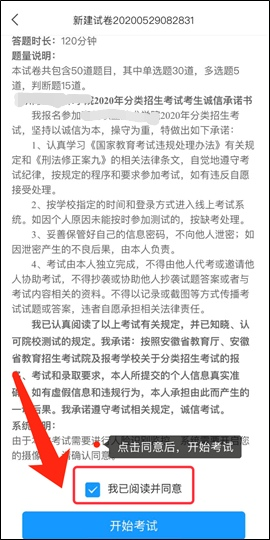 新建试卷20200529082831
答题时长：120分钟
题量说明：
本试卷共包含50道题目，其中单选题30道，多选题5
道，判断题15道。
学院2020年分类招生考试考生诚信承诺书
我报名参加 学院2020年分类招生考
试，坚持以诚信为本，操守为重，特做出如下承诺：
1、认真学习《国家教育考试违规处理办法》有关规
定和《刑法修正案九》的相关法律条文，自觉地遵守考
试纪律，按规定的程序和要求参加考试，如有违反自愿
接受处理。
2、按学校指定的时间和登录方式进入线上考试系
统。如因个人原因未能按时参加测试的，按缺考处理。
3、妥善保管好自己的信息密码，不向他人泄密；如
因泄密产生的不良后果，由本人负责。
4、考试由本人独立完成，不得由他人代考或邀请他
人协助考试，不得抄袭或协助他人抄袭试题答案或者与
考试内容相关的资料。不得以记录或截图等方式传播考
试试题或答案，违者自愿承担相关法律责任。
我已认真阅读了以上考试有关规定，并已知晓、认
可院校测试的规定。我承诺：按照安徽省教育厅、安徽
省教育招生考试院及报考学校关于分类招生考试的报
名、考试和录取要求，本人所提交的个人信息真实准
确，如有虚假信息和违规行为，本人承担由此而产生的
一 后果。我承诺遵守考试相关规定，诚信考试。
系统 明：
由于 考试需要进行
的摄像 请确认同意。
点击同意后，开始考试
我已阅读并同意
开始考试